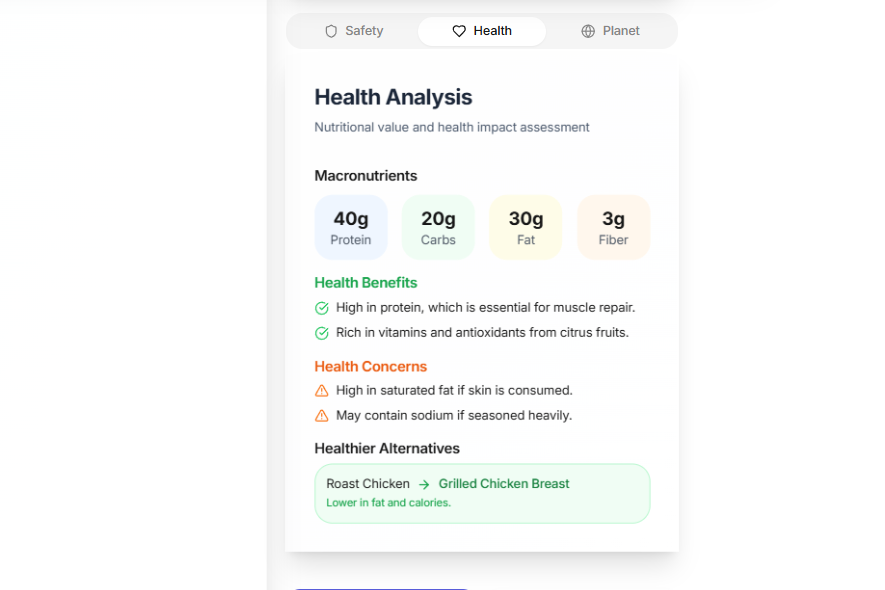 Safety Health Planet
Health Analysis
Nutritional value and health impact assessment
Macronutrients
40g 20g 30g 3g
Protein Carbs Fat Fiber
Health Benefits
High in protein, which is essential for muscle repair.
Rich in vitamins and antioxidants from citrus fruits.
Health Concerns
High in saturated fat if skin is consumed.
May contain sodium if seasoned heavily.
Healthier Alternatives
Roast Chicken → Grilled Chicken Breast
Lower in fat and calories.